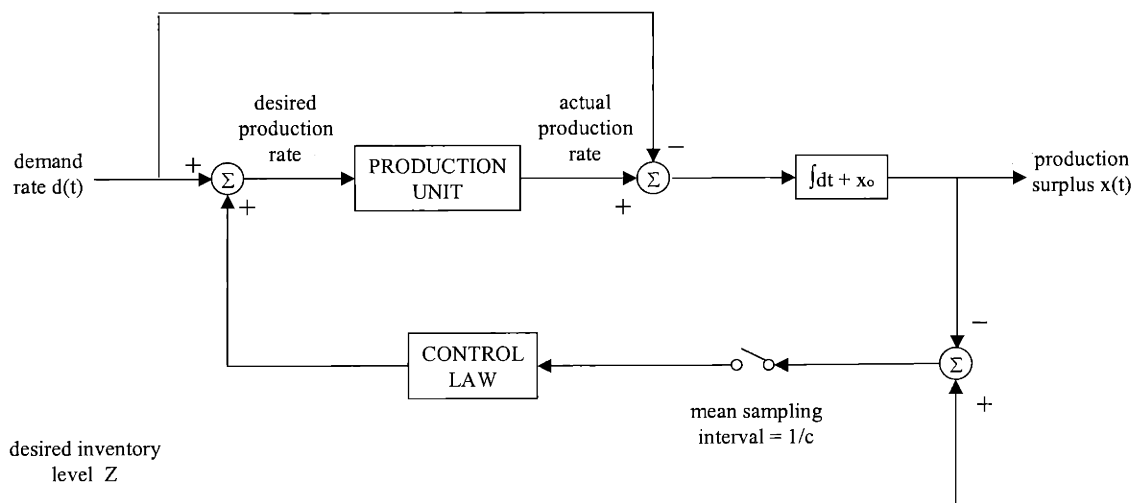 desired
production
rate
actual
production
rate
demand
rate d(t)
+
Σ
+
PRODUCTION
UNIT
−
Σ
+
∫dt + xₒ
production
surplus x(t)
CONTROL
LAW
mean sampling
interval = 1/c
−
Σ
+
desired inventory
level Z